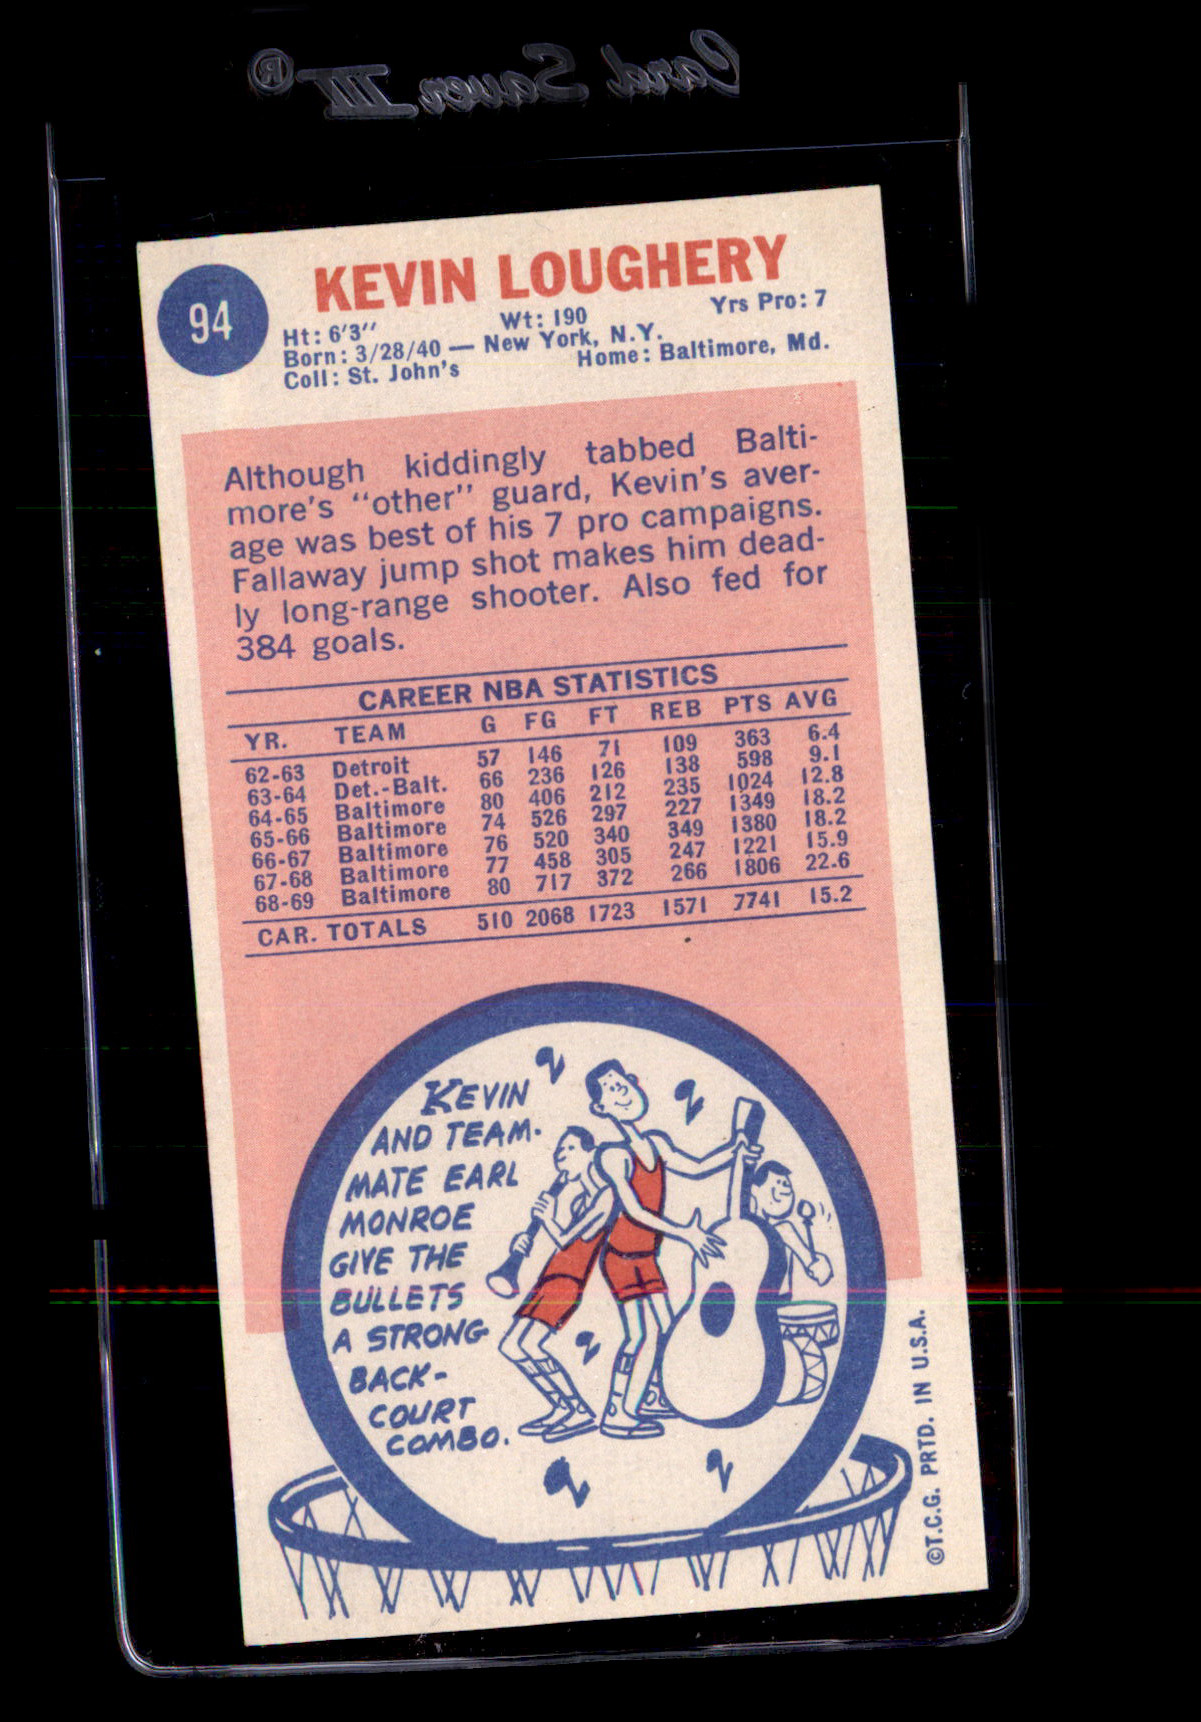 Card Saver III®
94
KEVIN LOUGHERY
Ht: 6'3" Wt: 190 Yrs Pro: 7
Born: 3/28/40 — New York, N.Y.
Coll: St. John's Home: Baltimore, Md.
Although kiddingly tabbed Balti-
more's "other" guard, Kevin's aver-
age was best of his 7 pro campaigns.
Fallaway jump shot makes him dead-
ly long-range shooter. Also fed for
384 goals.
CAREER NBA STATISTICS
YR. TEAM G FG FT REB PTS AVG
62-63 Detroit 57 146 71 109 363 6.4
63-64 Det.-Balt. 66 236 126 138 598 9.1
64-65 Baltimore 80 406 212 235 1024 12.8
65-66 Baltimore 74 526 297 227 1349 18.2
66-67 Baltimore 76 520 340 349 1380 18.2
67-68 Baltimore 77 458 305 247 1221 15.9
68-69 Baltimore 80 717 372 266 1806 22.6
CAR. TOTALS 510 2068 1723 1571 7741 15.2
KEVIN
AND TEAM-
MATE EARL
MONROE
GIVE THE
BULLETS
A STRONG
BACK-
COURT
COMBO.
©T.C.G. PRTD. IN U.S.A.